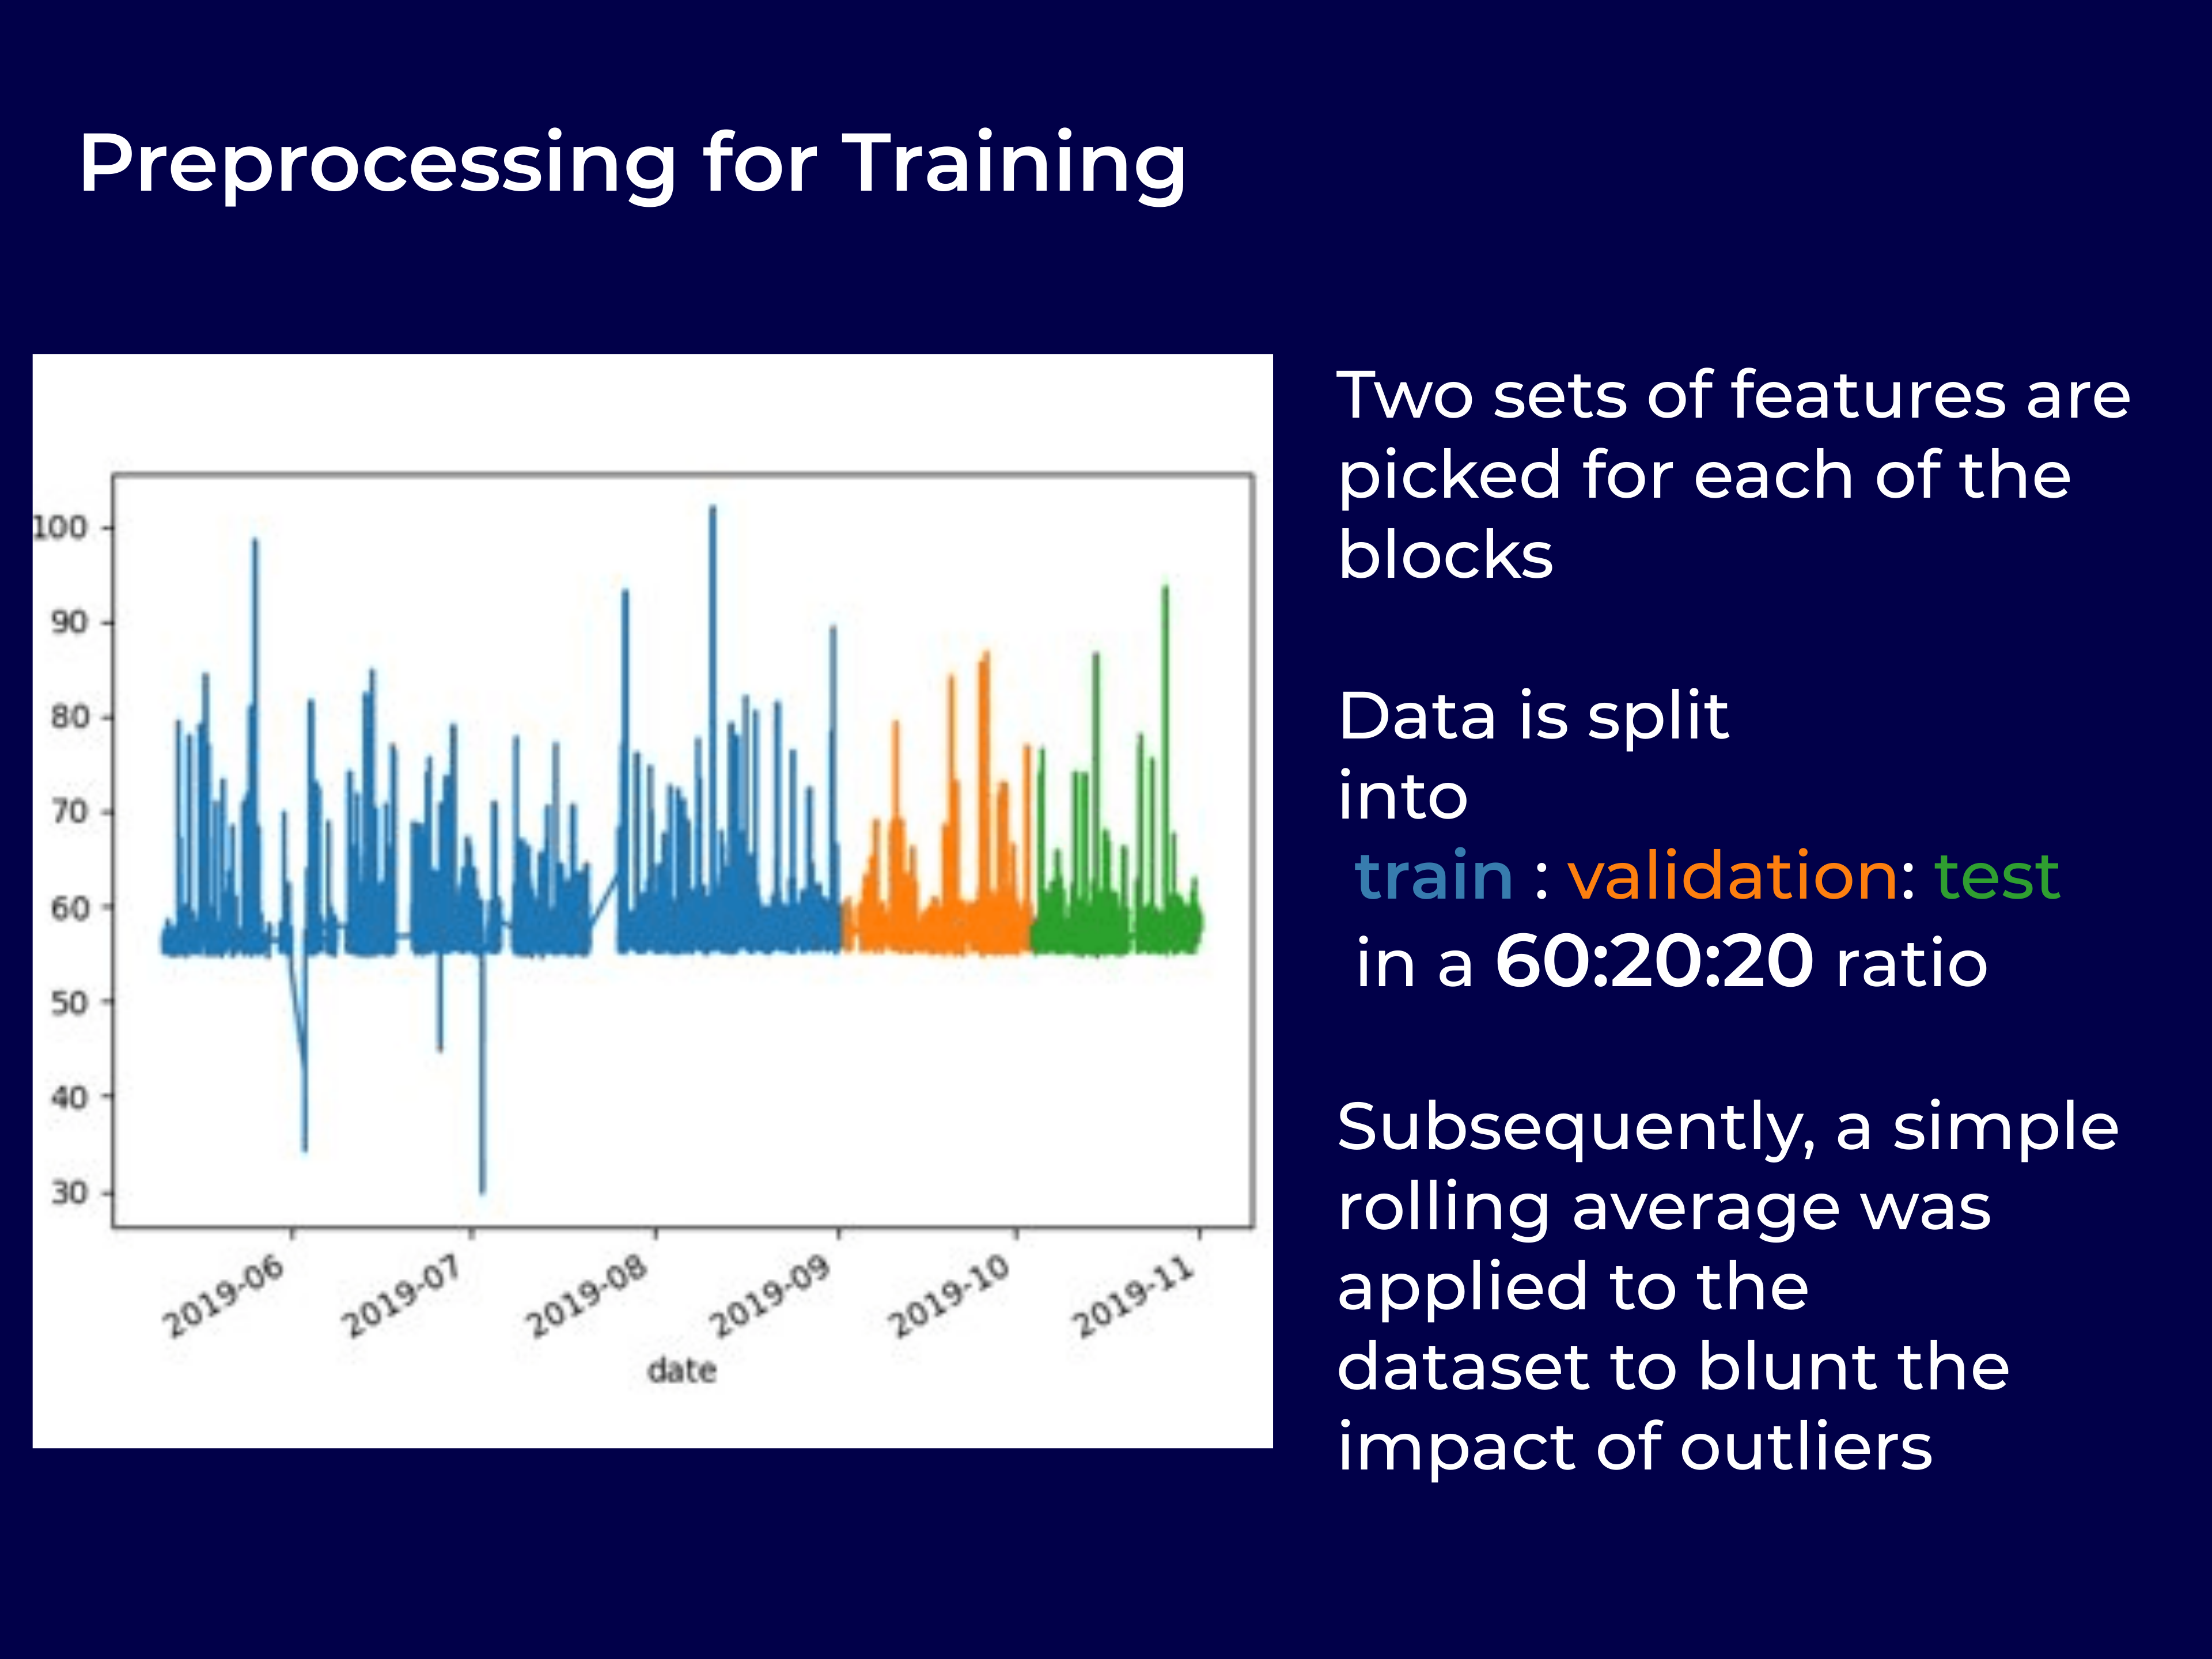 Preprocessing for Training
100
90
80
70
60
50
40
30
2019-06
2019-07
2019-08
2019-09
2019-10
2019-11
date
Two sets of features are
picked for each of the
blocks
Data is split
into
train : validation: test
in a 60:20:20 ratio
Subsequently, a simple
rolling average was
applied to the
dataset to blunt the
impact of outliers